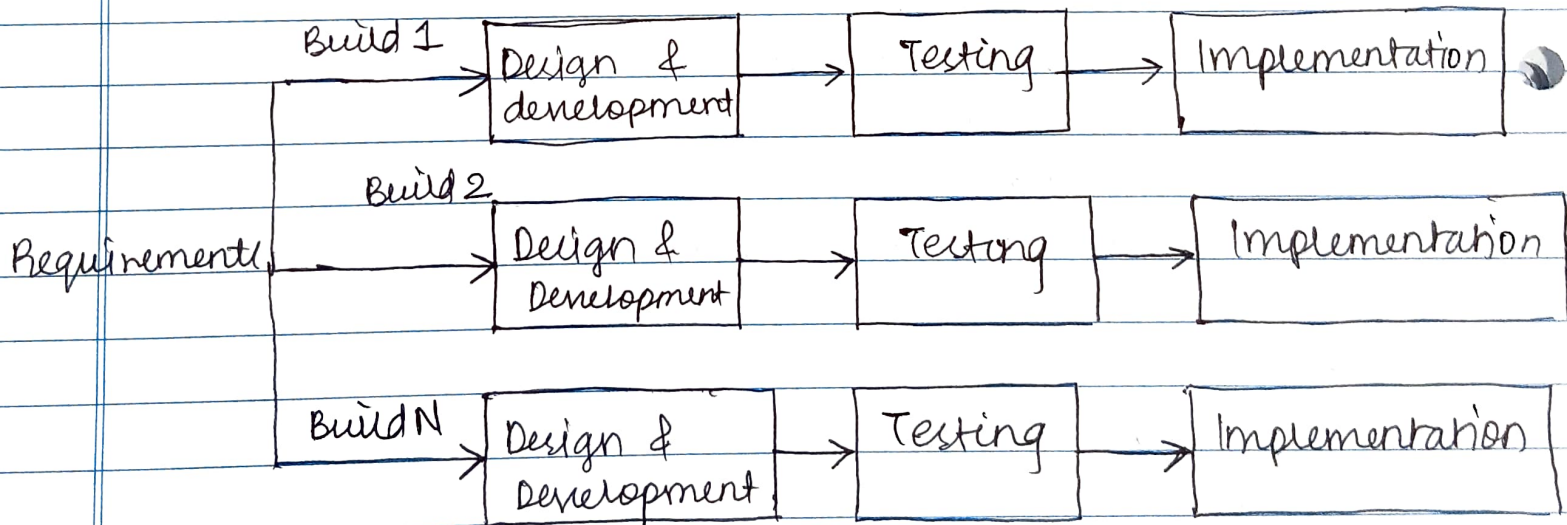 Build 1
Design &
development
Testing
Implementation
Build 2
Requirements
Design &
Development
Testing
Implementation
Build N
Design &
Development
Testing
Implementation